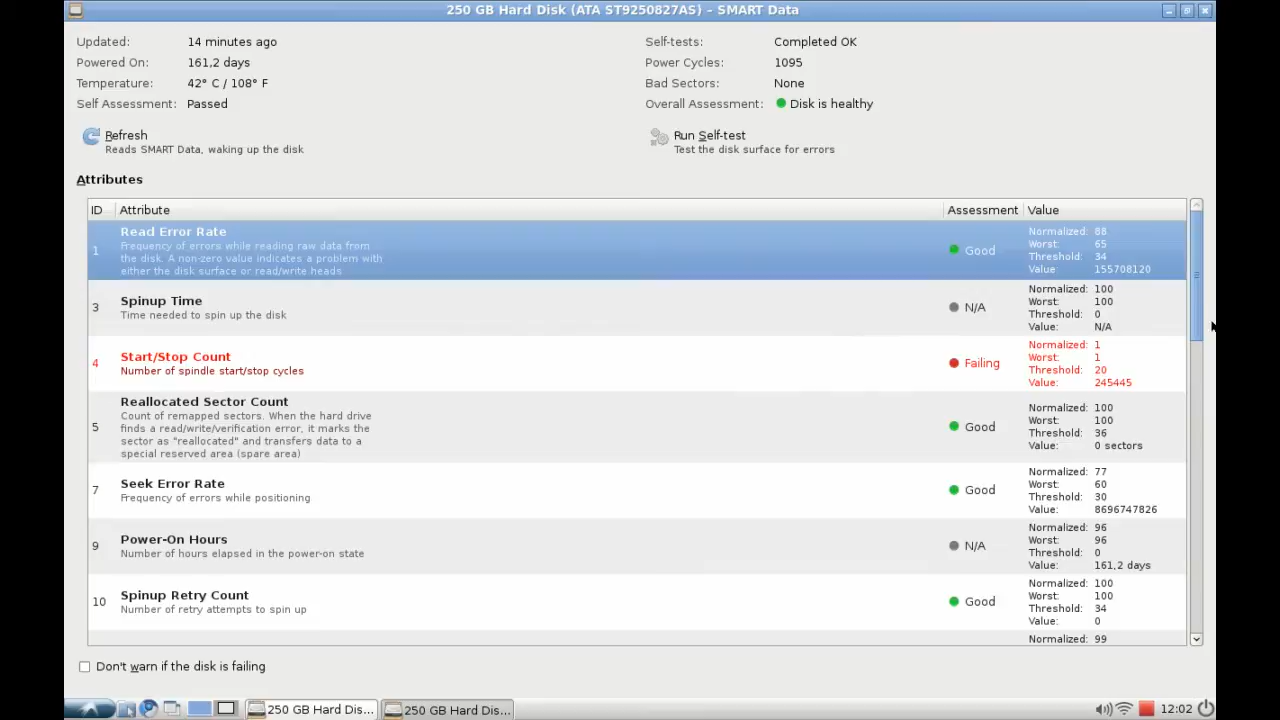 250 GB Hard Disk (ATA ST9250827AS) – SMART Data
Updated: 14 minutes ago
Self-tests: Completed OK
Powered On: 161,2 days
Power Cycles: 1095
Temperature: 42° C / 108° F
Bad Sectors: None
Self Assessment: Passed
Overall Assessment: Disk is healthy
Refresh
Reads SMART Data, waking up the disk
Run Self-test
Test the disk surface for errors
Attributes
ID Attribute Assessment Value
1
Read Error Rate
Frequency of errors while reading raw data from
the disk. A non-zero value indicates a problem with
either the disk surface or read/write heads
Good
Normalized: 88
Worst: 65
Threshold: 34
Value: 155708120
3
Spinup Time
Time needed to spin up the disk
N/A
Normalized: 100
Worst: 100
Threshold: 0
Value: N/A
4
Start/Stop Count
Number of spindle start/stop cycles
Failing
Normalized: 1
Worst: 1
Threshold: 20
Value: 245445
5
Reallocated Sector Count
Count of remapped sectors. When the hard drive
finds a read/write/verification error, it marks the
sector as "reallocated" and transfers data to a
special reserved area (spare area)
Good
Normalized: 100
Worst: 100
Threshold: 36
Value: 0 sectors
7
Seek Error Rate
Frequency of errors while positioning
Good
Normalized: 77
Worst: 60
Threshold: 30
Value: 8696747826
9
Power-On Hours
Number of hours elapsed in the power-on state
N/A
Normalized: 96
Worst: 96
Threshold: 0
Value: 161,2 days
10
Spinup Retry Count
Number of retry attempts to spin up
Good
Normalized: 100
Worst: 100
Threshold: 34
Value: 0
Normalized: 99
Don't warn if the disk is failing
250 GB Hard Dis...
250 GB Hard Dis...
12:02